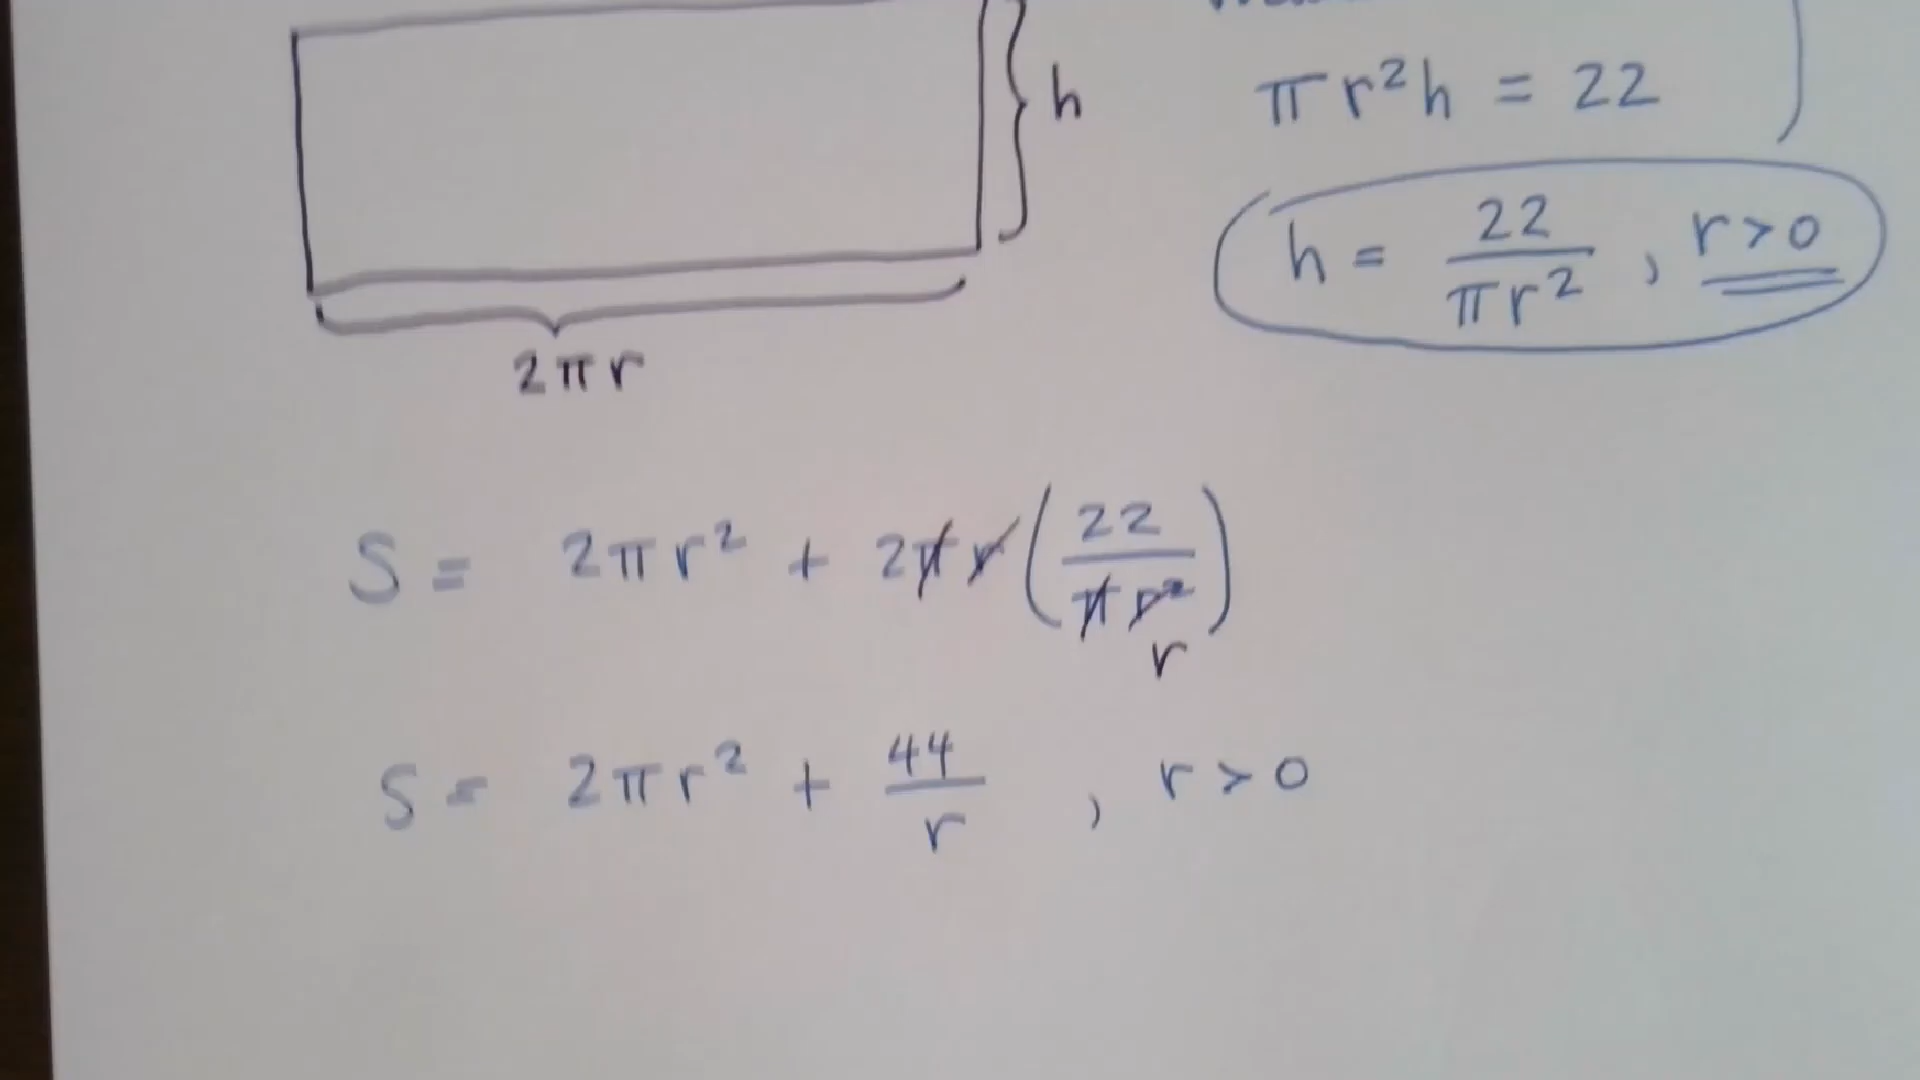 h
πr²h = 22
h = 22/πr² , r>0
2πr
S = 2πr² + 2πr(22/πr²)
r
S = 2πr² + 44/r , r > 0